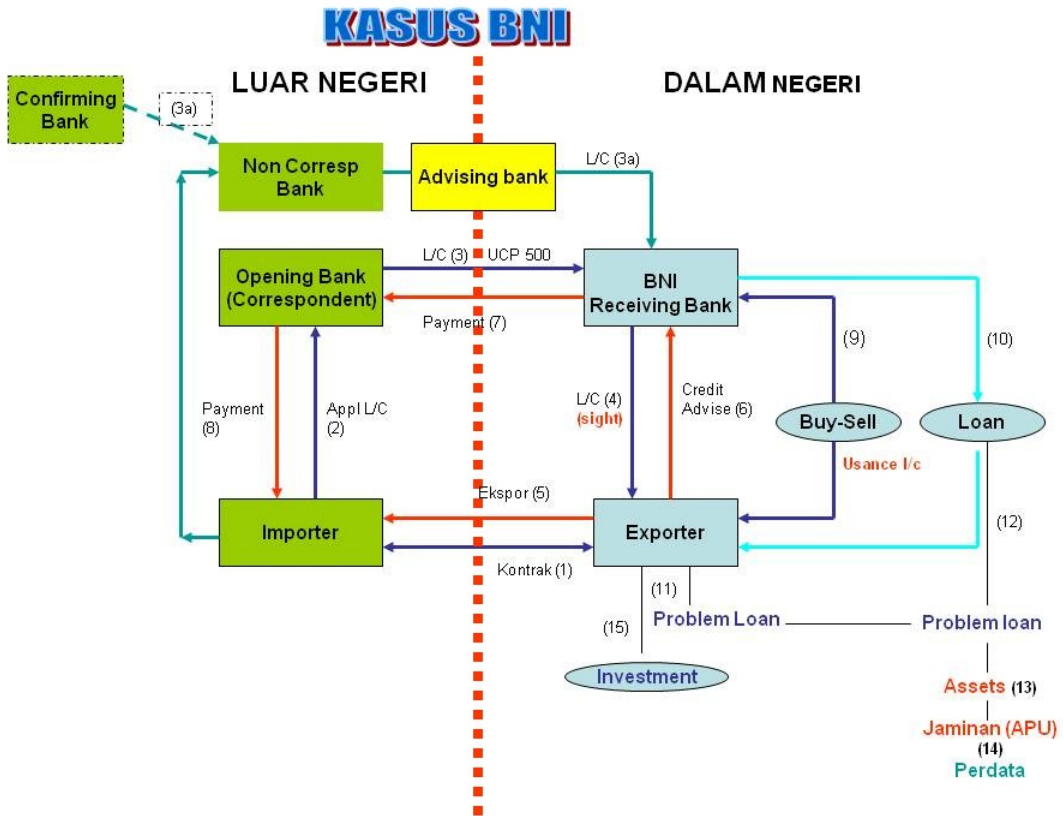 KASUS BNI
LUAR NEGERI
DALAM NEGERI
Confirming
Bank
(3a)
Non Corresp
Bank
Advising bank
L/C (3a)
Opening Bank
(Correspondent)
L/C (3)
UCP 500
BNI
Receiving Bank
Payment (7)
(9)
(10)
Payment
(8)
Appl L/C
(2)
L/C (4)
(sight)
Credit
Advise (6)
Buy-Sell
Loan
Usance l/c
Ekspor (5)
Importer
Exporter
(12)
Kontrak (1)
(11)
(15)
Problem Loan
Problem loan
Investment
Assets (13)
Jaminan (APU)
(14)
Perdata